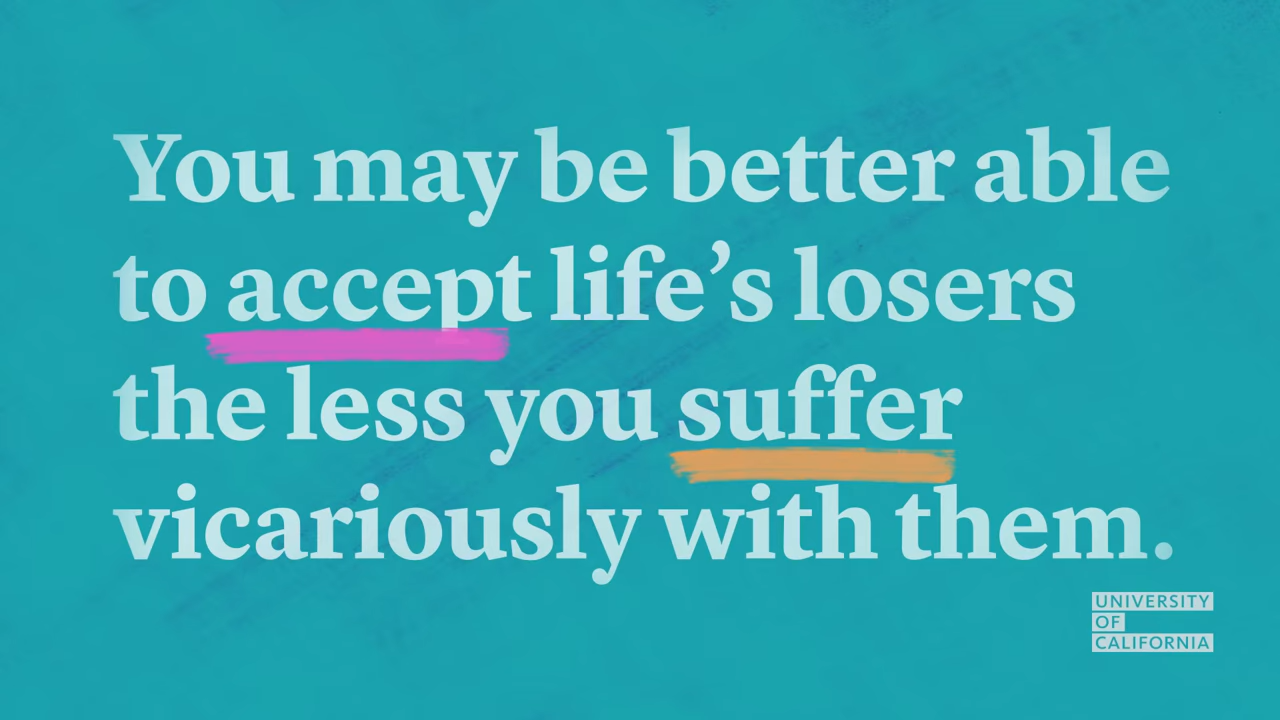 You may be better able
to accept life’s losers
the less you suffer
vicariously with them.
UNIVERSITY
OF
CALIFORNIA